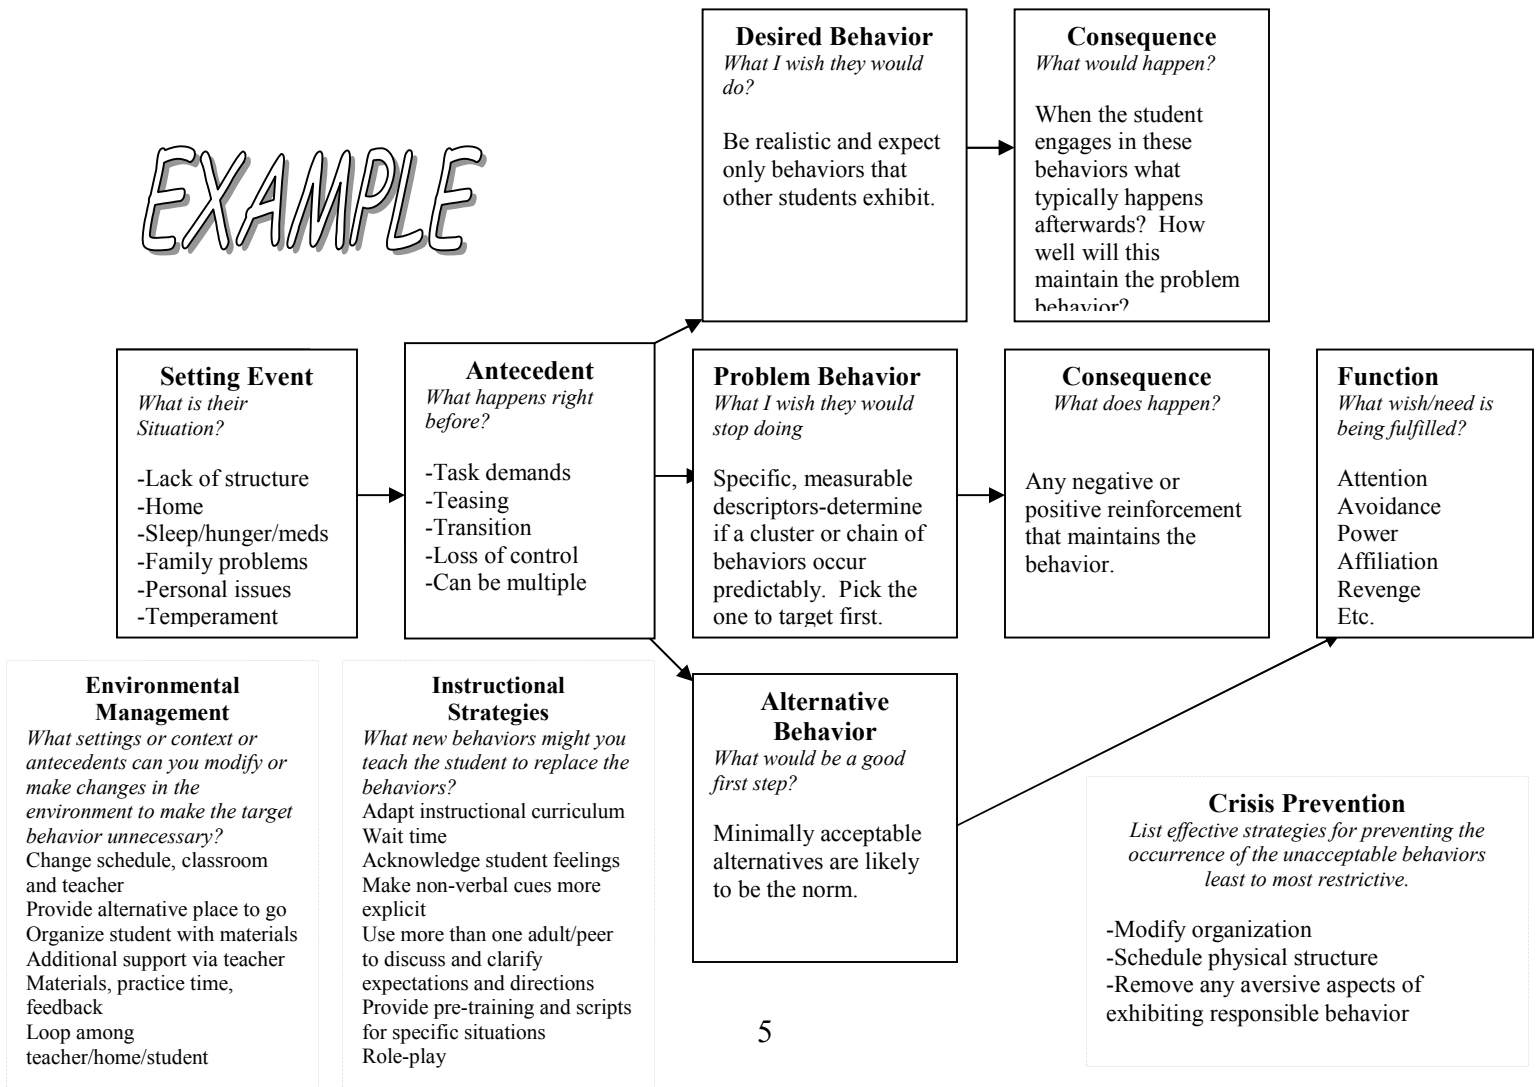 EXAMPLE
Desired Behavior
What I wish they would
do?
Be realistic and expect
only behaviors that
other students exhibit.
Consequence
What would happen?
When the student
engages in these
behaviors what
typically happens
afterwards?  How
well will this
maintain the problem
behavior?
Setting Event
What is their
Situation?
-Lack of structure
-Home
-Sleep/hunger/meds
-Family problems
-Personal issues
-Temperament
Antecedent
What happens right
before?
-Task demands
-Teasing
-Transition
-Loss of control
-Can be multiple
Problem Behavior
What I wish they would
stop doing
Specific, measurable
descriptors-determine
if a cluster or chain of
behaviors occur
predictably.  Pick the
one to target first.
Consequence
What does happen?
Any negative or
positive reinforcement
that maintains the
behavior.
Function
What wish/need is
being fulfilled?
Attention
Avoidance
Power
Affiliation
Revenge
Etc.
Environmental
Management
What settings or context or
antecedents can you modify or
make changes in the
environment to make the target
behavior unnecessary?
Change schedule, classroom
and teacher
Provide alternative place to go
Organize student with materials
Additional support via teacher
Materials, practice time,
feedback
Loop among
teacher/home/student
Instructional
Strategies
What new behaviors might you
teach the student to replace the
behaviors?
Adapt instructional curriculum
Wait time
Acknowledge student feelings
Make non-verbal cues more
explicit
Use more than one adult/peer
to discuss and clarify
expectations and directions
Provide pre-training and scripts
for specific situations
Role-play
Alternative
Behavior
What would be a good
first step?
Minimally acceptable
alternatives are likely
to be the norm.
Crisis Prevention
List effective strategies for preventing the
occurrence of the unacceptable behaviors
least to most restrictive.
-Modify organization
-Schedule physical structure
-Remove any aversive aspects of
exhibiting responsible behavior
5